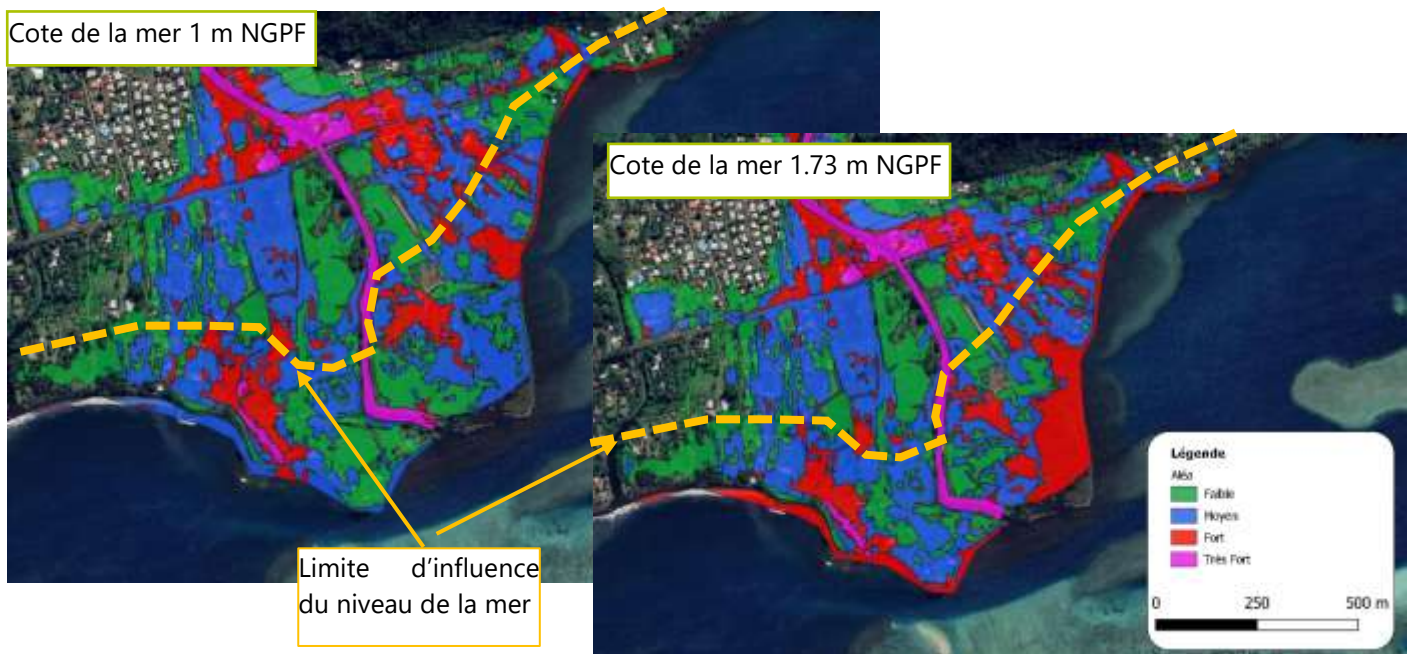 Cote de la mer 1 m NGPF
Cote de la mer 1.73 m NGPF
Limite d'influence
du niveau de la mer
Légende
Aléa
Faible
Moyen
Fort
Très Fort
0 250 500 m